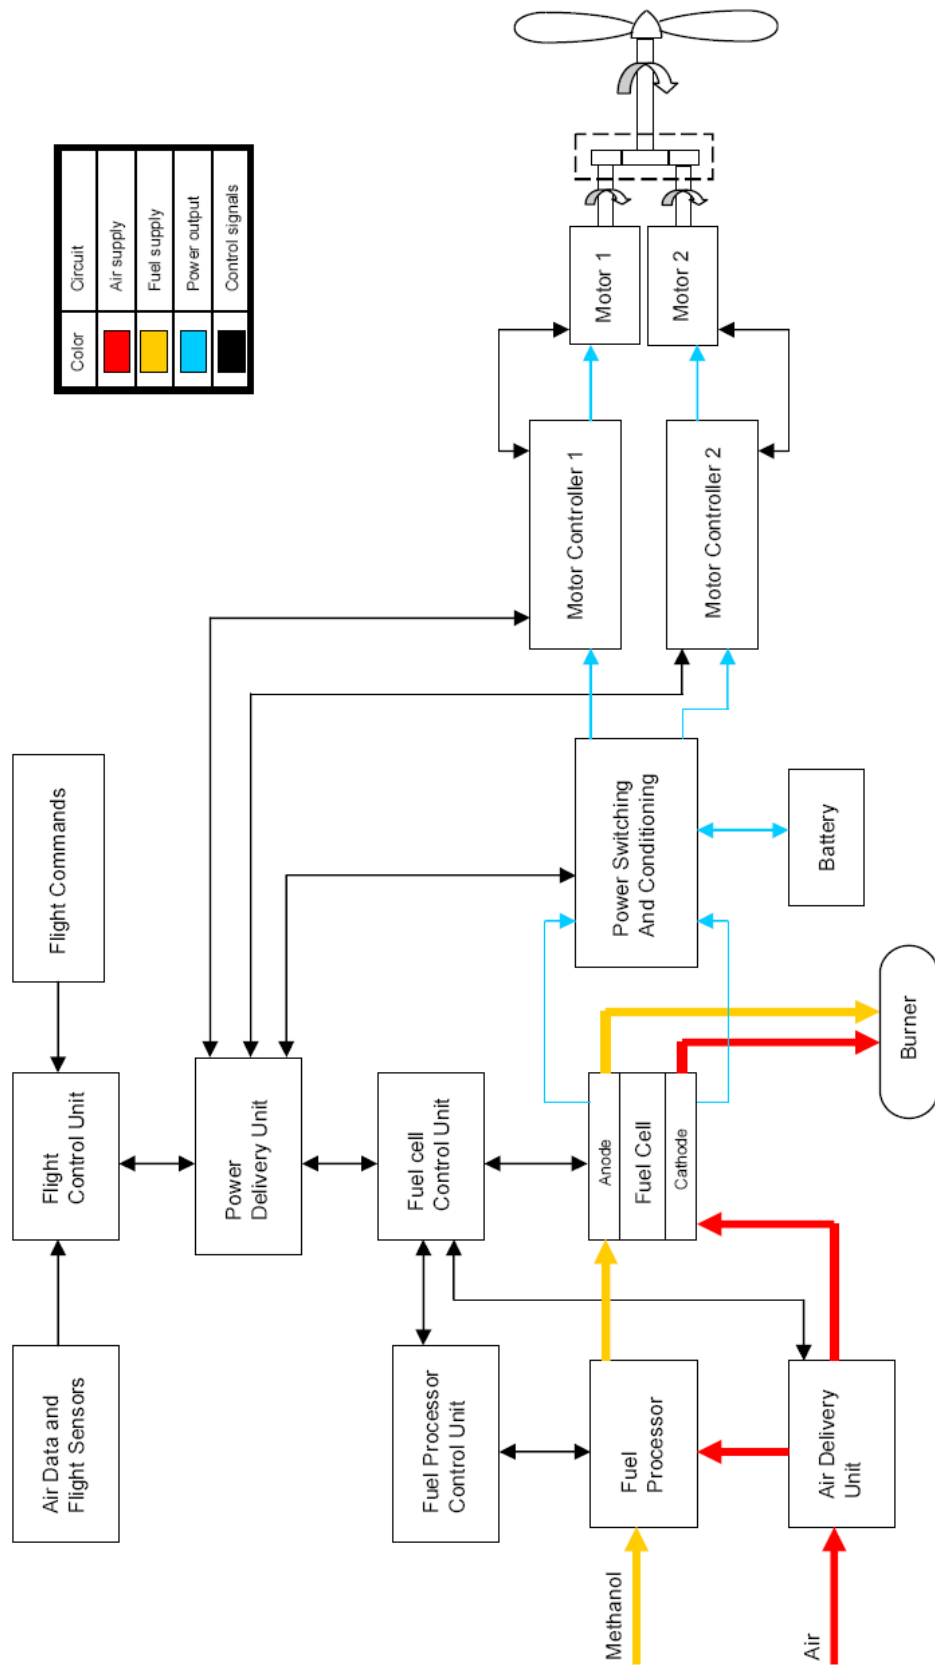 Color
Circuit
Air supply
Fuel supply
Power output
Control signals
Air Data and
Flight Sensors
Flight
Control Unit
Flight Commands
Power
Delivery Unit
Fuel Processor
Control Unit
Fuel cell
Control Unit
Methanol
Fuel
Processor
Anode
Fuel Cell
Cathode
Power Switching
And Conditioning
Motor Controller 1
Motor 1
Motor Controller 2
Motor 2
Air
Air Delivery
Unit
Burner
Battery